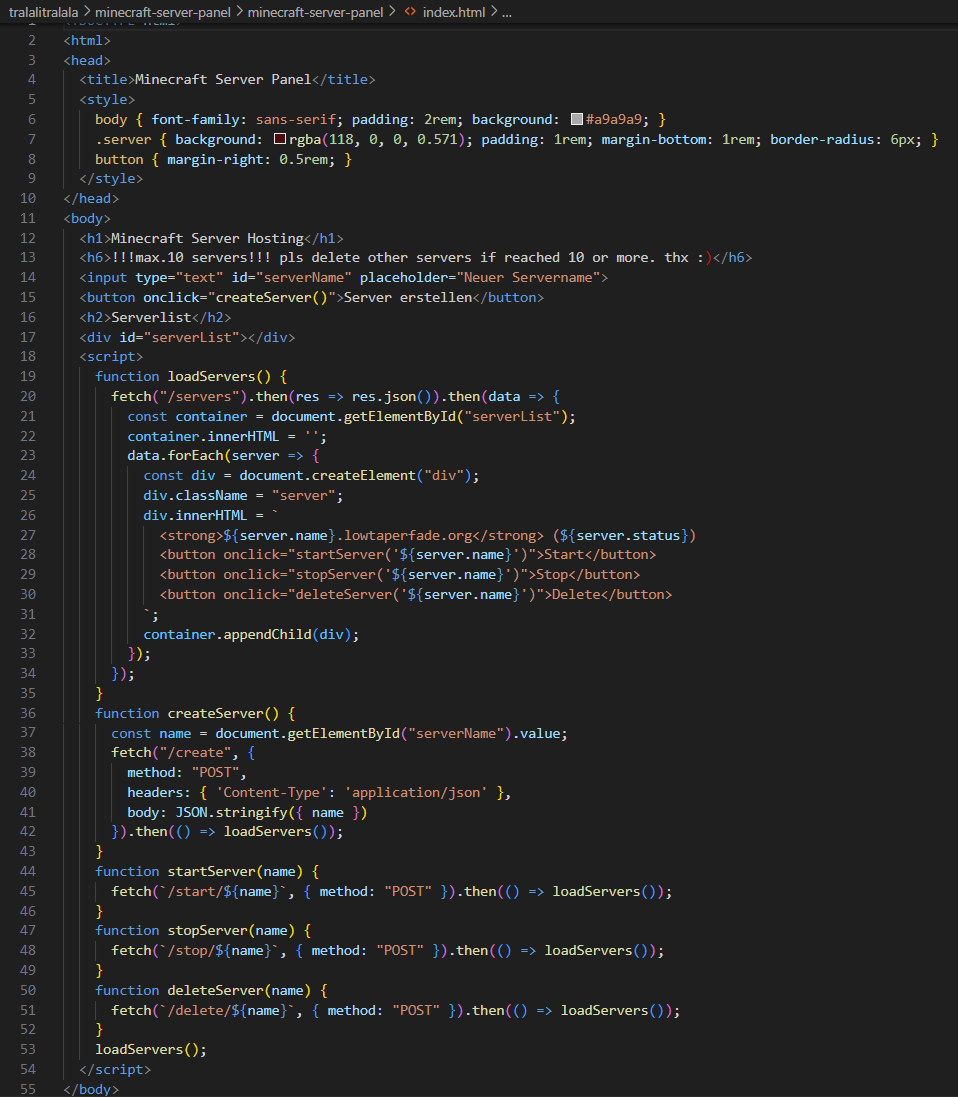 tralalitralala > minecraft-server-panel > minecraft-server-panel > <> index.html > ...
1 <!DOCTYPE html>
2 <html>
3 <head>
4   <title>Minecraft Server Panel</title>
5   <style>
6     body { font-family: sans-serif; padding: 2rem; background: #a9a9a9; }
7     .server { background: rgba(118, 0, 0, 0.571); padding: 1rem; margin-bottom: 1rem; border-radius: 6px; }
8     button { margin-right: 0.5rem; }
9   </style>
10 </head>
11 <body>
12   <h1>Minecraft Server Hosting</h1>
13   <h6>!!!max.10 servers!!! pls delete other servers if reached 10 or more. thx :)</h6>
14   <input type="text" id="serverName" placeholder="Neuer Servername">
15   <button onclick="createServer()">Server erstellen</button>
16   <h2>Serverlist</h2>
17   <div id="serverList"></div>
18   <script>
19     function loadServers() {
20       fetch("/servers").then(res => res.json()).then(data => {
21         const container = document.getElementById("serverList");
22         container.innerHTML = '';
23         data.forEach(server => {
24           const div = document.createElement("div");
25           div.className = "server";
26           div.innerHTML = `
27             <strong>${server.name}.lowtaperfade.org</strong> (${server.status})
28             <button onclick="startServer('${server.name}')">Start</button>
29             <button onclick="stopServer('${server.name}')">Stop</button>
30             <button onclick="deleteServer('${server.name}')">Delete</button>
31           `;
32           container.appendChild(div);
33         });
34       });
35     }
36     function createServer() {
37       const name = document.getElementById("serverName").value;
38       fetch("/create", {
39         method: "POST",
40         headers: { 'Content-Type': 'application/json' },
41         body: JSON.stringify({ name })
42       }).then(() => loadServers());
43     }
44     function startServer(name) {
45       fetch(`/start/${name}`, { method: "POST" }).then(() => loadServers());
46     }
47     function stopServer(name) {
48       fetch(`/stop/${name}`, { method: "POST" }).then(() => loadServers());
49     }
50     function deleteServer(name) {
51       fetch(`/delete/${name}`, { method: "POST" }).then(() => loadServers());
52     }
53     loadServers();
54   </script>
55 </body>